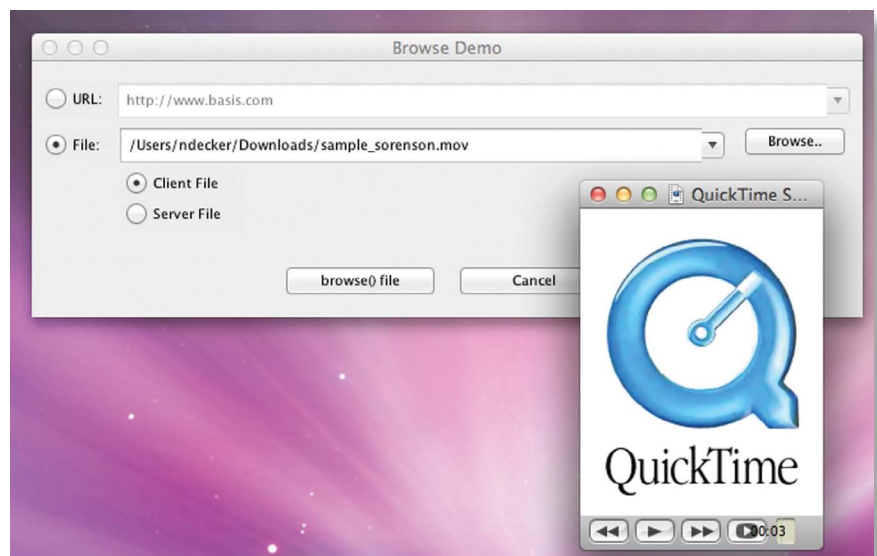 Browse Demo
URL: http://www.basis.com
File: /Users/ndecker/Downloads/sample_sorenson.mov Browse..
Client File
Server File
QuickTime S...
browse() file Cancel
QuickTime
00:03